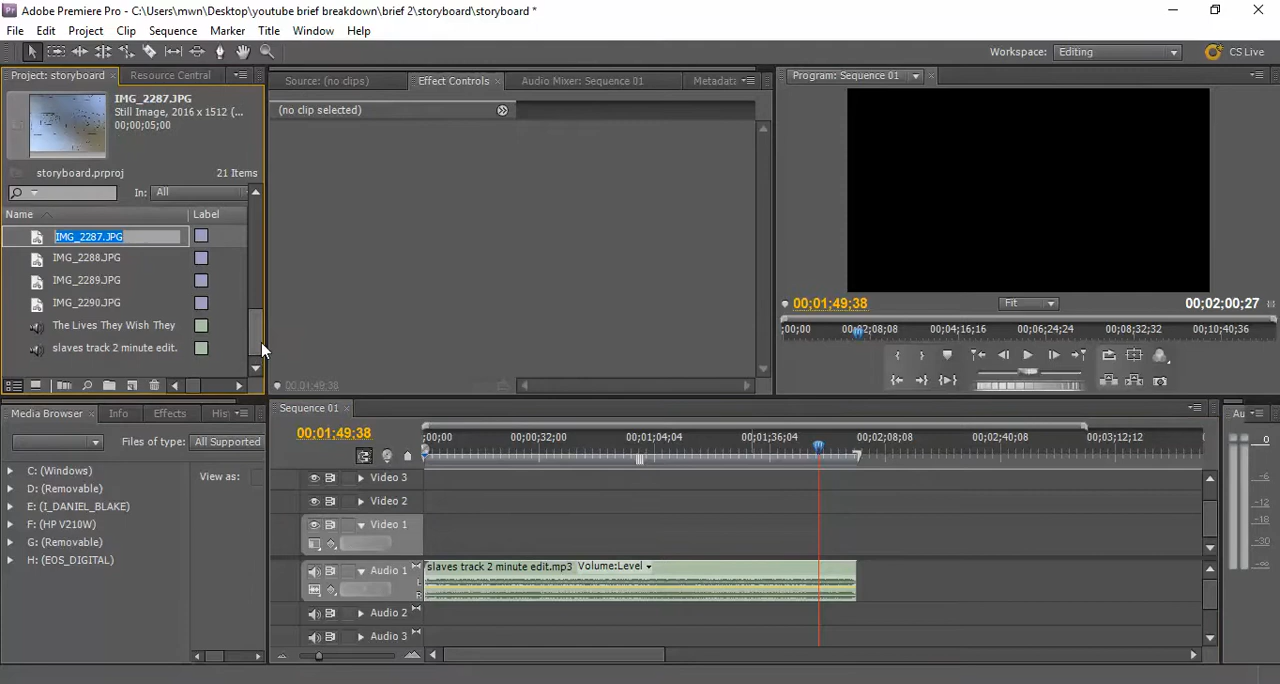 Pr Adobe Premiere Pro - C:\Users\mwn\Desktop\youtube brief breakdown\brief 2\storyboard\storyboard *
File Edit Project Clip Sequence Marker Title Window Help
Workspace: Editing CS Live
Project: storyboard Resource Central
Source: (no clips) Effect Controls Audio Mixer: Sequence 01 Metadata
Program: Sequence 01
IMG_2287.JPG
Still Image, 2016 x 1512 (...
00;00;05;00
(no clip selected)
storyboard.prproj 21 Items
In: All
Name Label
IMG_2287.JPG
IMG_2288.JPG
IMG_2289.JPG
IMG_2290.JPG
The Lives They Wish They
slaves track 2 minute edit.
00;01;49;38
00;01;49;38 Fit 00;02;00;27
;00;00 00;02;08;08 00;04;16;16 00;06;24;24 00;08;32;32 00;10;40;36
Media Browser Info Effects His
Files of type: All Supported
C: (Windows) View as:
D: (Removable)
E: (I_DANIEL_BLAKE)
F: (HP V210W)
G: (Removable)
H: (EOS_DIGITAL)
Sequence 01
00;01;49;38
;00;00 00;00;32;00 00;01;04;04 00;01;36;04 00;02;08;08 00;02;40;08 00;03;12;12
Video 3
Video 2
Video 1
Audio 1 slaves track 2 minute edit.mp3 Volume:Level
L
R
Audio 2
Audio 3
Au
0
-6
-12
-18
-30